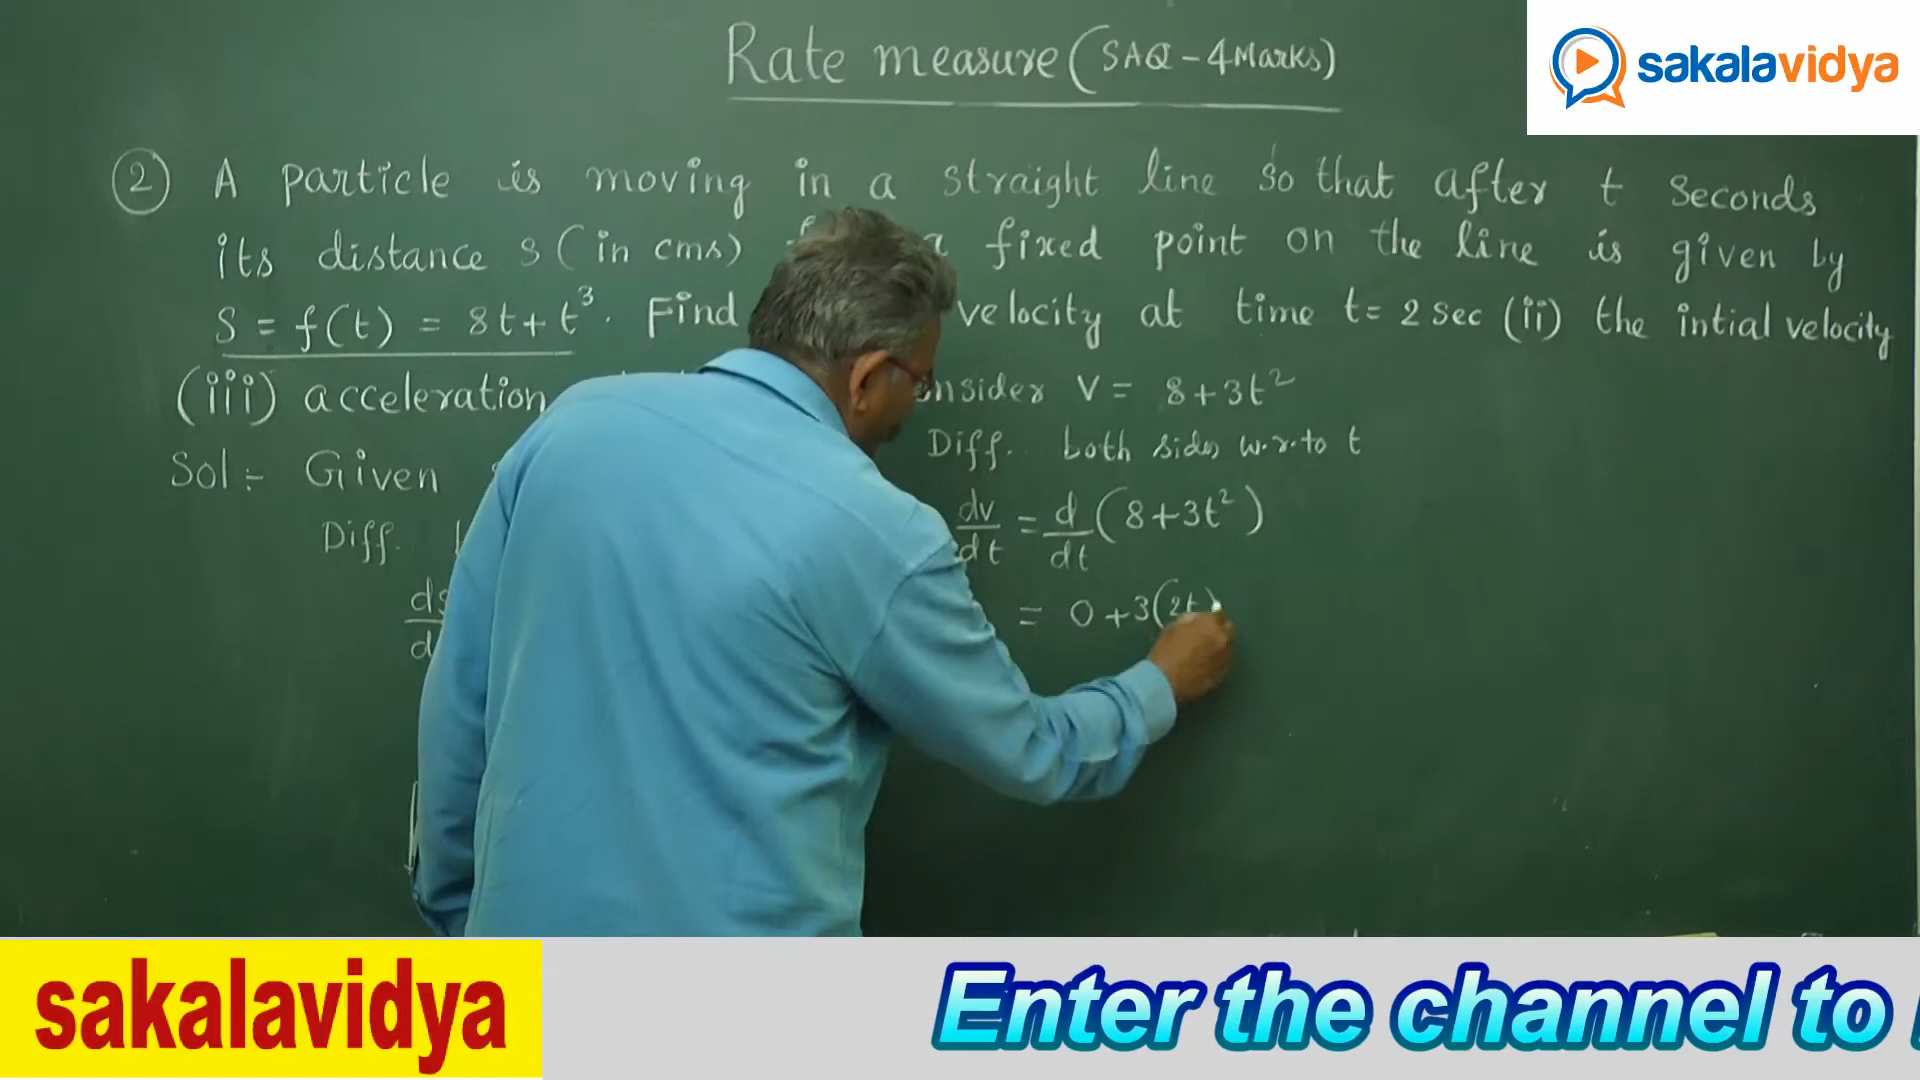 Rate measure (SAQ - 4 Marks)
sakalavidya
(2) A particle is moving in a straight line so that after t seconds
its distance s (in cms) a fixed point on the line is given by
S = f(t) = 8t + t³. Find velocity at time t = 2 sec (ii) the intial velocity
(iii) acceleration
Sol :- Given
Diff.
Consider V = 8 + 3t²
Diff. both sides w.r.to t
dv/dt = d/dt (8 + 3t²)
= 0 + 3(2t)
sakalavidya
Enter the channel to